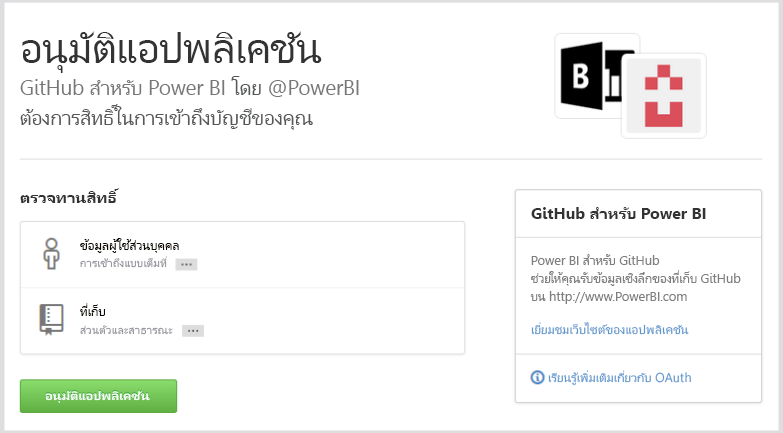 อนุมัติแอปพลิเคชัน
GitHub สำหรับ Power BI โดย @PowerBI
ต้องการสิทธิ์ในการเข้าถึงบัญชีของคุณ
B
ตรวจทานสิทธิ์
ข้อมูลผู้ใช้ส่วนบุคคล
การเข้าถึงแบบเต็มที่ ...
ที่เก็บ
ส่วนตัวและสาธารณะ ...
อนุมัติแอปพลิเคชัน
GitHub สำหรับ Power BI
Power BI สำหรับ GitHub
ช่วยให้คุณรับข้อมูลเชิงลึกของที่เก็บ GitHub
บน http://www.PowerBI.com
เยี่ยมชมเว็บไซต์ของแอปพลิเคชัน
เรียนรู้เพิ่มเติมเกี่ยวกับ OAuth